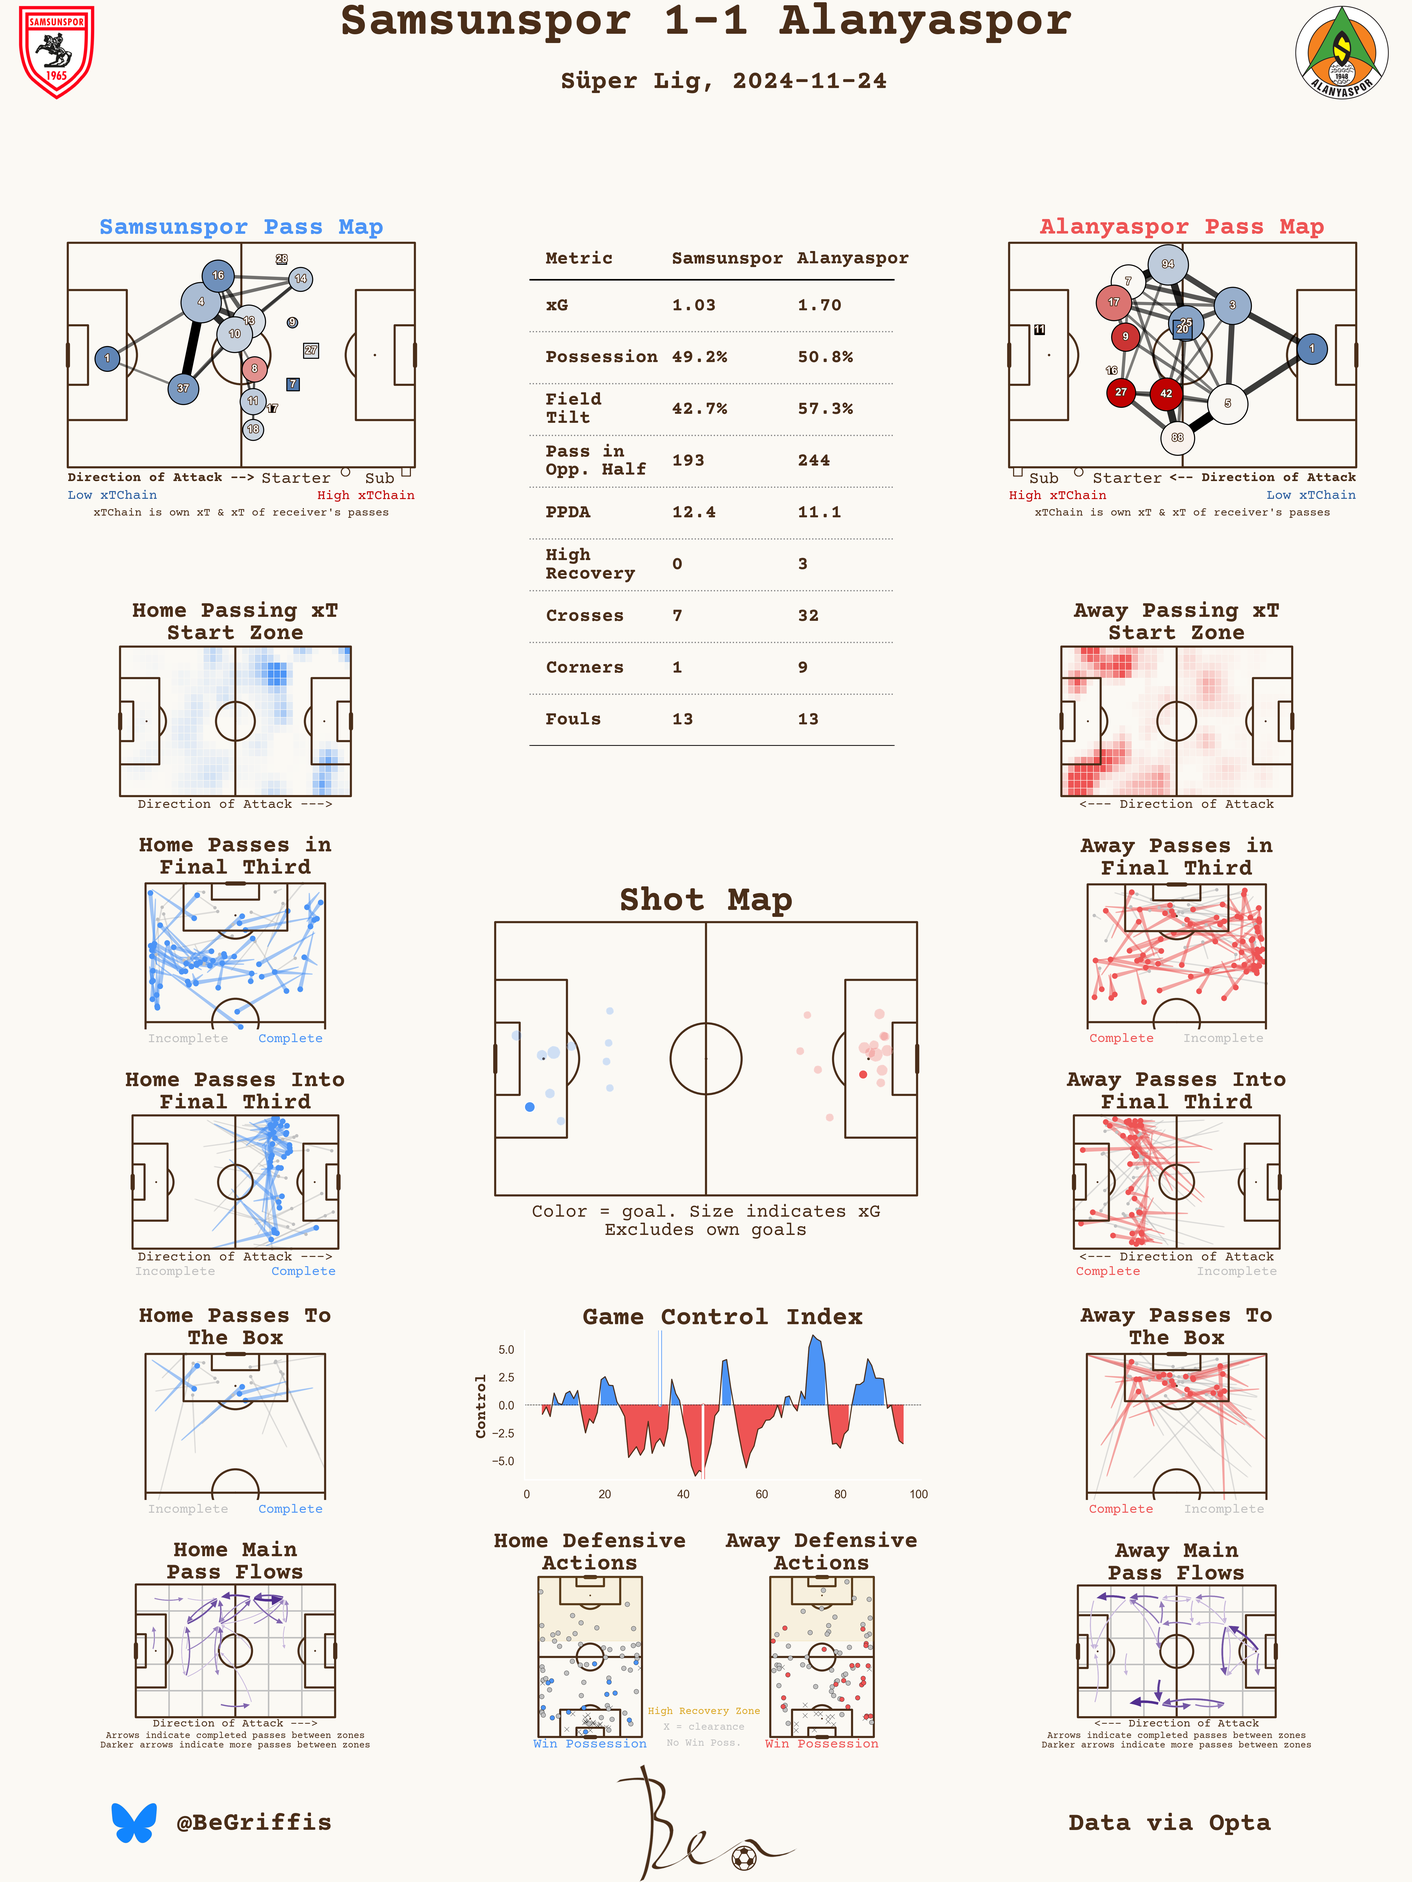 Samsunspor 1-1 Alanyaspor
Süper Lig, 2024-11-24
SAMSUNSPOR
1965
1948
ALANYASPOR
Samsunspor Pass Map
16
28
14
4
13
9
10
27
1
8
7
37
11
17
18
Direction of Attack --> Starter Sub
Low xTChain High xTChain
xTChain is own xT & xT of receiver's passes
Metric Samsunspor Alanyaspor
xG 1.03 1.70
Possession 49.2% 50.8%
Field
Tilt 42.7% 57.3%
Pass in
Opp. Half 193 244
PPDA 12.4 11.1
High
Recovery 0 3
Crosses 7 32
Corners 1 9
Fouls 13 13
Alanyaspor Pass Map
94
7
17
3
25
20
11
9
1
16
27
42
5
88
Sub Starter <-- Direction of Attack
High xTChain Low xTChain
xTChain is own xT & xT of receiver's passes
Home Passing xT
Start Zone
Direction of Attack --->
Away Passing xT
Start Zone
<--- Direction of Attack
Home Passes in
Final Third
Incomplete Complete
Away Passes in
Final Third
Complete Incomplete
Shot Map
Color = goal. Size indicates xG
Excludes own goals
Home Passes Into
Final Third
Direction of Attack --->
Incomplete Complete
Away Passes Into
Final Third
<--- Direction of Attack
Complete Incomplete
Home Passes To
The Box
Incomplete Complete
Game Control Index
Control
5.0
2.5
0.0
−2.5
−5.0
0 20 40 60 80 100
Away Passes To
The Box
Complete Incomplete
Home Main
Pass Flows
Direction of Attack --->
Arrows indicate completed passes between zones
Darker arrows indicate more passes between zones
Home Defensive
Actions
Win Possession
Away Defensive
Actions
Win Possession
High Recovery Zone
X = clearance
No Win Poss.
Away Main
Pass Flows
<--- Direction of Attack
Arrows indicate completed passes between zones
Darker arrows indicate more passes between zones
@BeGriffis
Ben
Data via Opta